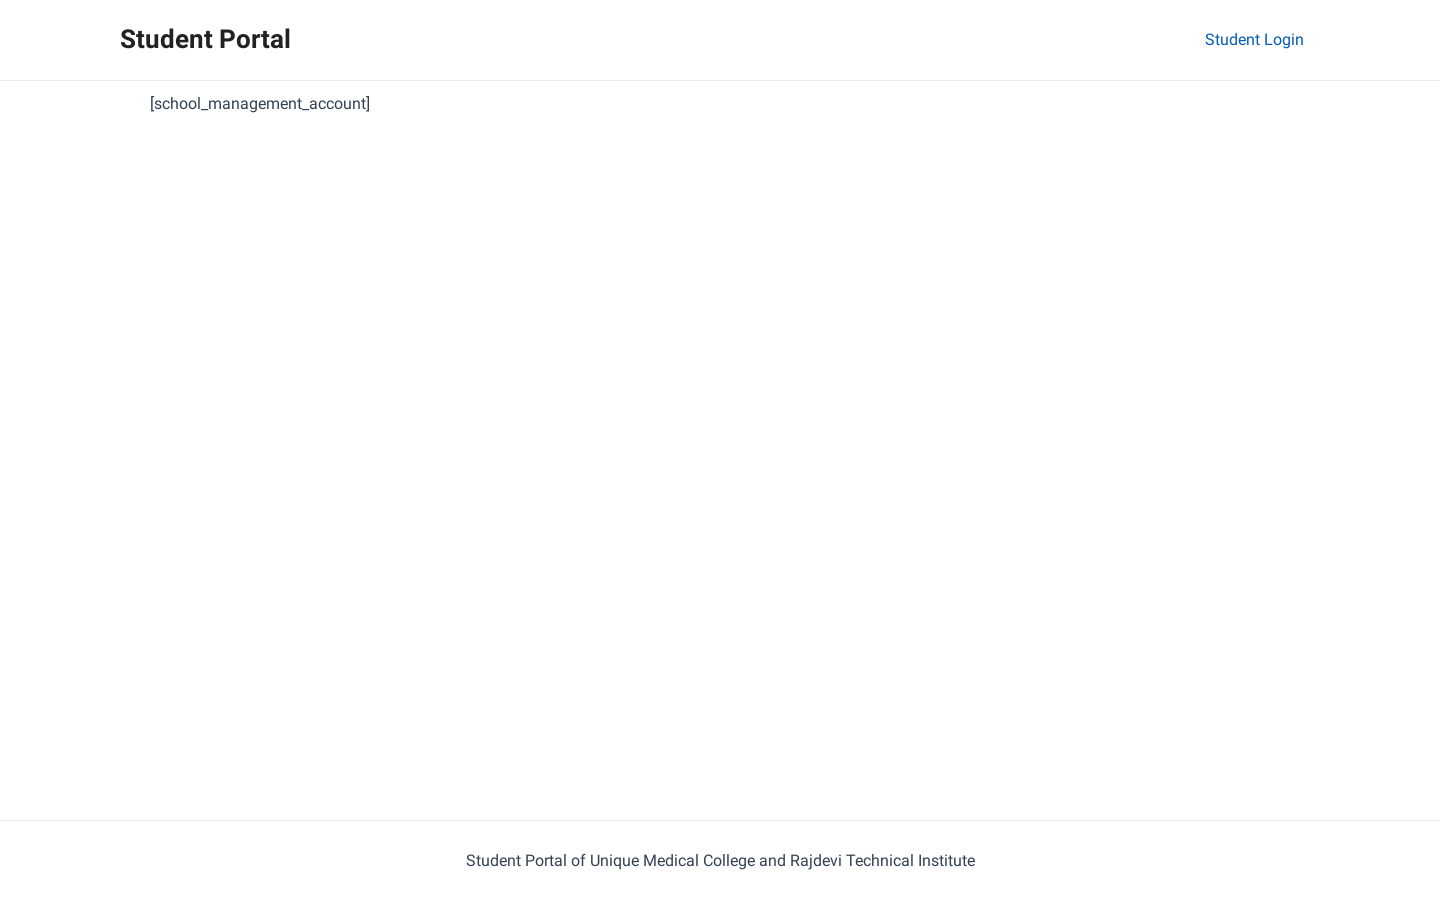 Student Portal
Student Login
[school_management_account]
Student Portal of Unique Medical College and Rajdevi Technical Institute